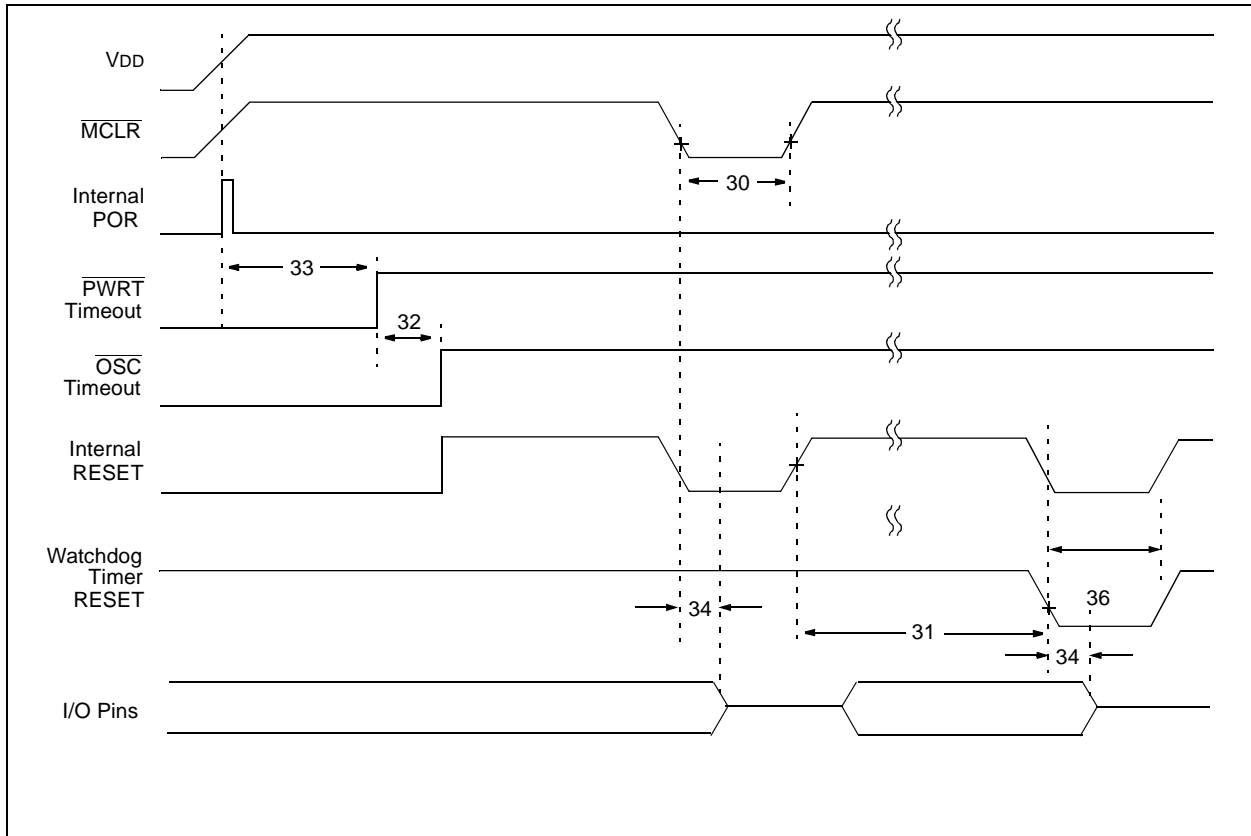 VDD
MCLR
30
Internal
POR
33
PWRT
Timeout
32
OSC
Timeout
Internal
RESET
Watchdog
Timer
RESET
34
31
36
34
I/O Pins